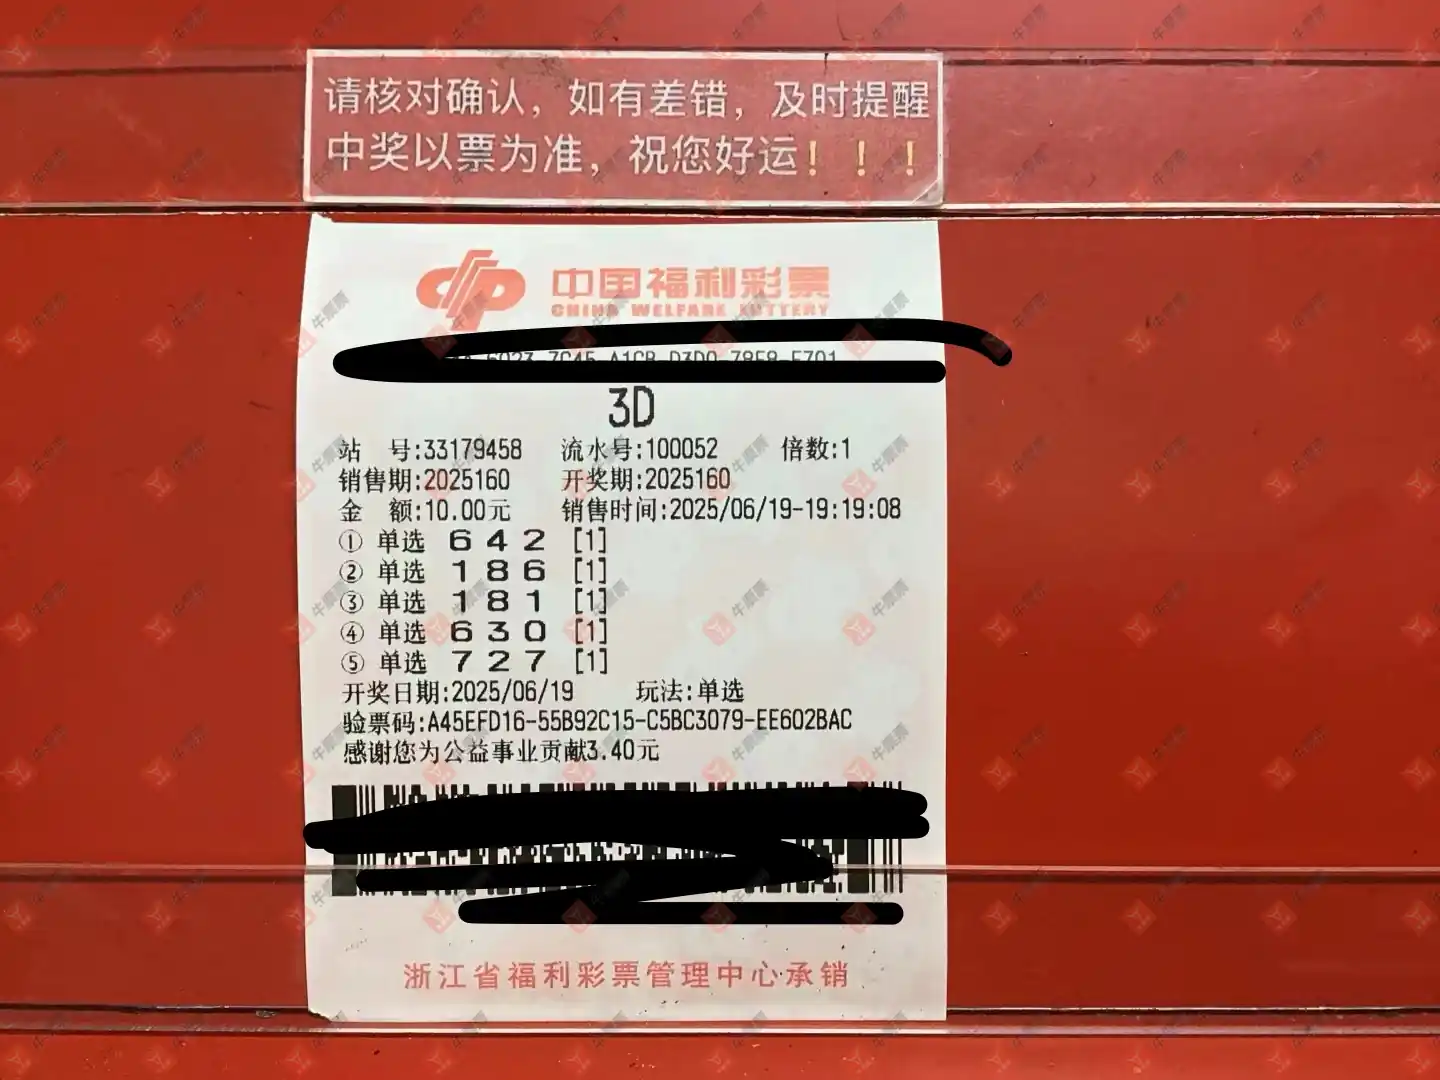 请核对确认，如有差错，及时提醒
中奖以票为准，祝您好运！！！
中国福利彩票
CHINA WELFARE LOTTERY
3D
站 号:33179458 流水号:100052 倍数:1
销售期:2025160 开奖期:2025160
金 额:10.00元 销售时间:2025/06/19-19:19:08
① 单选 6 4 2 [1]
② 单选 1 8 6 [1]
③ 单选 1 8 1 [1]
④ 单选 6 3 0 [1]
⑤ 单选 7 2 7 [1]
开奖日期:2025/06/19 玩法:单选
验票码:A45EFD16-55B92C15-C5BC3079-EE602BAC
感谢您为公益事业贡献3.40元
浙江省福利彩票管理中心承销
牛票票